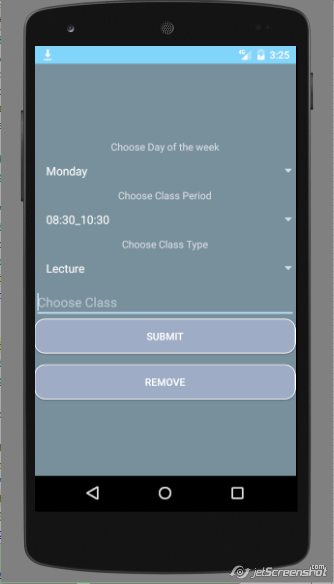 4G 3:25
Choose Day of the week
Monday
Choose Class Period
08:30_10:30
Choose Class Type
Lecture
Choose Class
SUBMIT
REMOVE
jetScreenshot.com